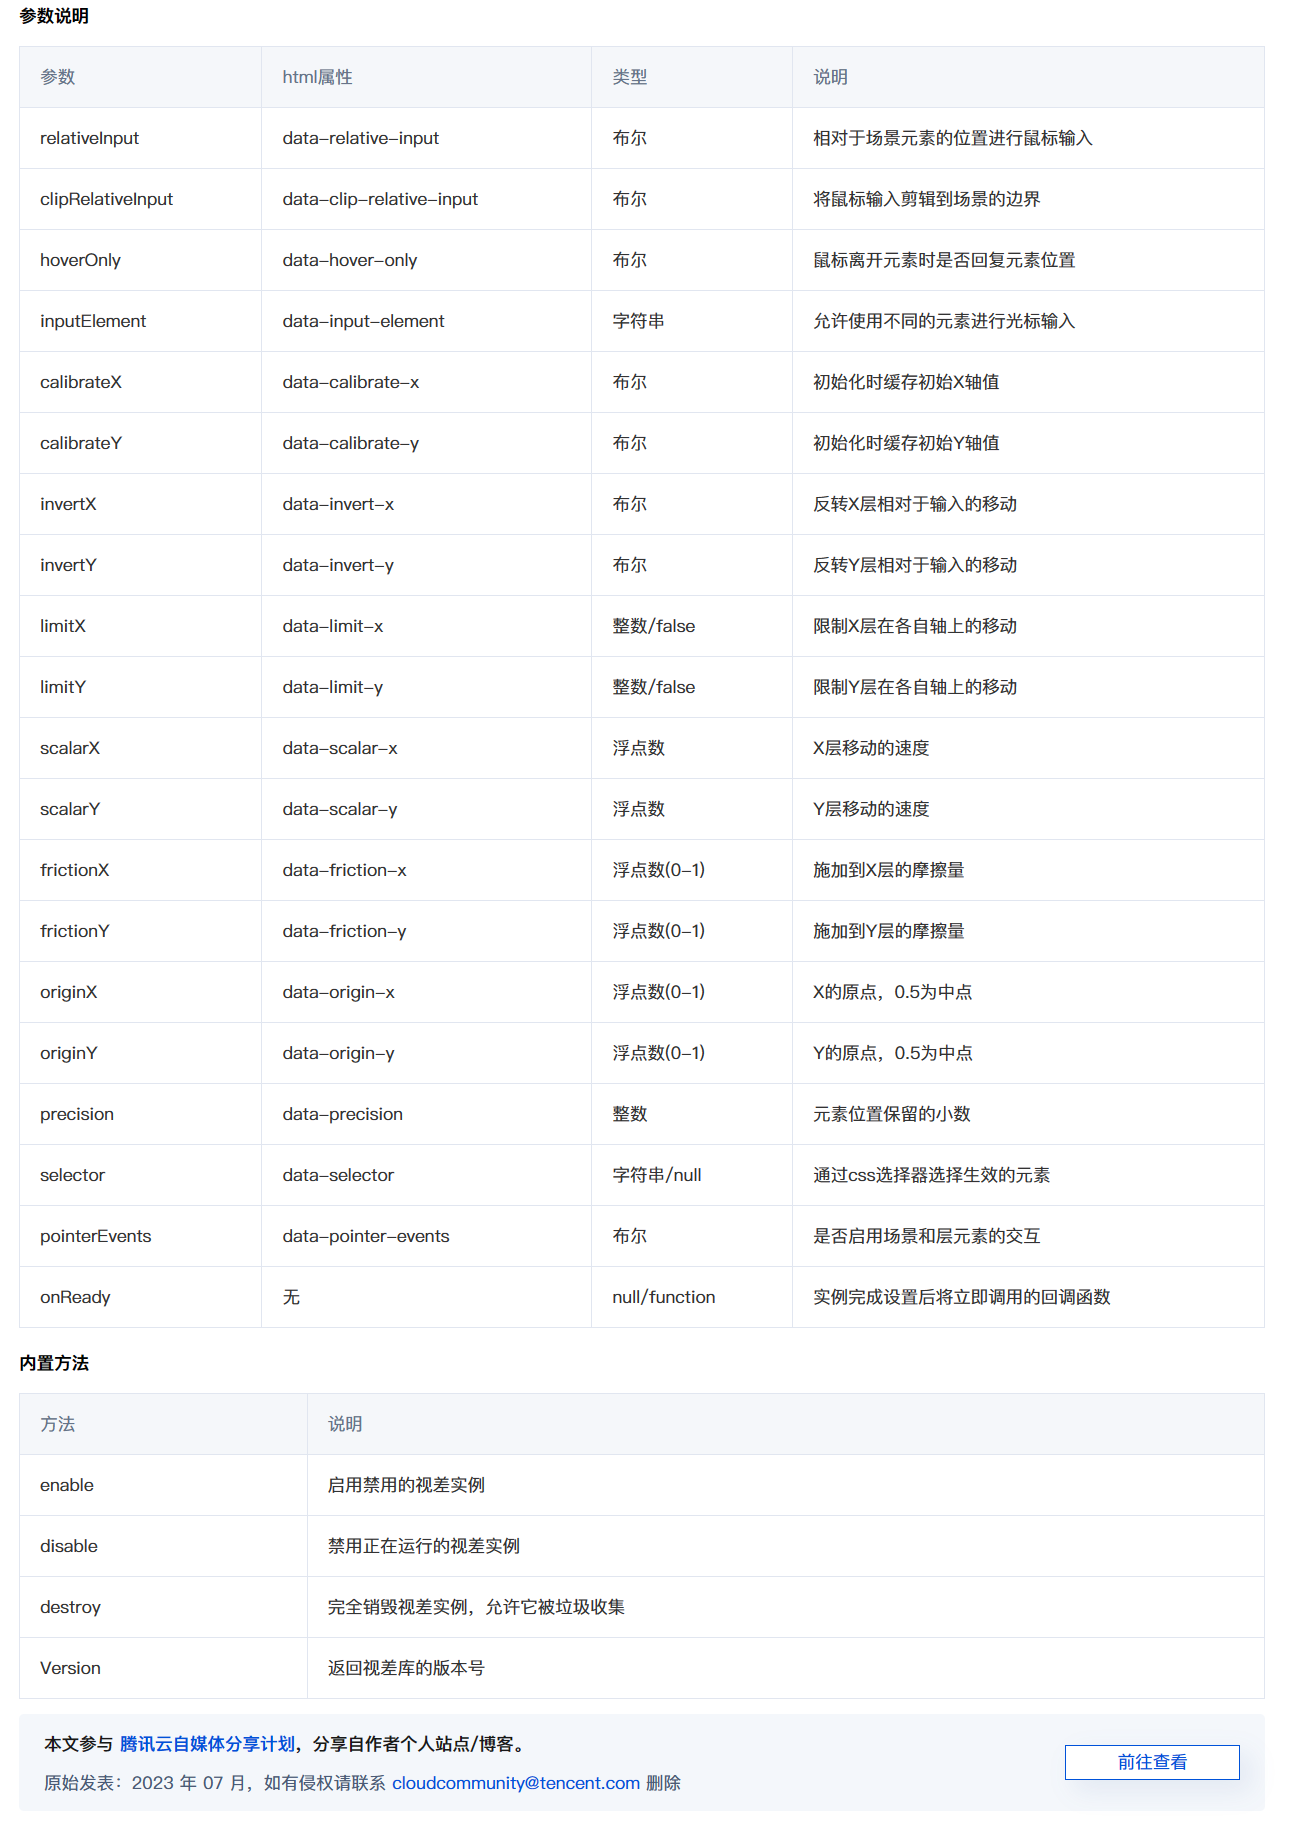 参数说明
参数 html属性 类型 说明
relativeInput data-relative-input 布尔 相对于场景元素的位置进行鼠标输入
clipRelativeInput data-clip-relative-input 布尔 将鼠标输入剪辑到场景的边界
hoverOnly data-hover-only 布尔 鼠标离开元素时是否回复元素位置
inputElement data-input-element 字符串 允许使用不同的元素进行光标输入
calibrateX data-calibrate-x 布尔 初始化时缓存初始X轴值
calibrateY data-calibrate-y 布尔 初始化时缓存初始Y轴值
invertX data-invert-x 布尔 反转X层相对于输入的移动
invertY data-invert-y 布尔 反转Y层相对于输入的移动
limitX data-limit-x 整数/false 限制X层在各自轴上的移动
limitY data-limit-y 整数/false 限制Y层在各自轴上的移动
scalarX data-scalar-x 浮点数 X层移动的速度
scalarY data-scalar-y 浮点数 Y层移动的速度
frictionX data-friction-x 浮点数(0-1) 施加到X层的摩擦量
frictionY data-friction-y 浮点数(0-1) 施加到Y层的摩擦量
originX data-origin-x 浮点数(0-1) X的原点，0.5为中点
originY data-origin-y 浮点数(0-1) Y的原点，0.5为中点
precision data-precision 整数 元素位置保留的小数
selector data-selector 字符串/null 通过css选择器选择生效的元素
pointerEvents data-pointer-events 布尔 是否启用场景和层元素的交互
onReady 无 null/function 实例完成设置后将立即调用的回调函数
内置方法
方法 说明
enable 启用禁用的视差实例
disable 禁用正在运行的视差实例
destroy 完全销毁视差实例，允许它被垃圾收集
Version 返回视差库的版本号
本文参与 腾讯云自媒体分享计划，分享自作者个人站点/博客。
原始发表：2023 年 07 月，如有侵权请联系 cloudcommunity@tencent.com 删除
前往查看